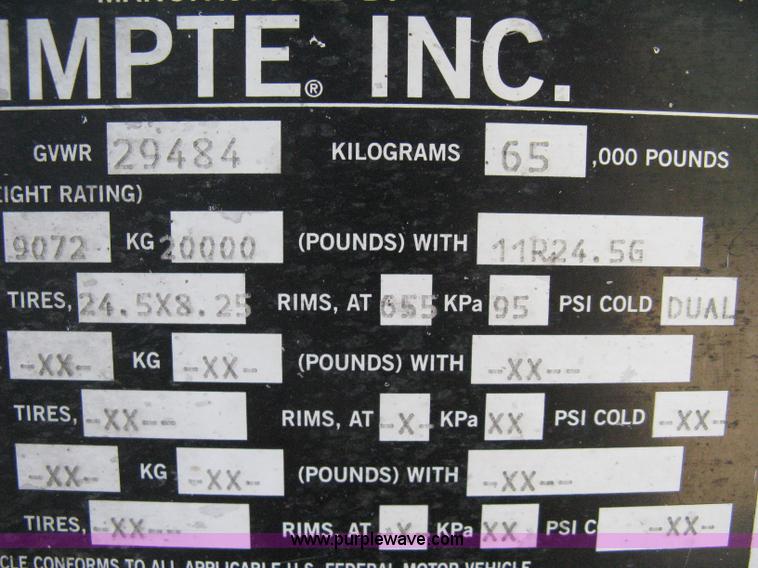 IMPTE® INC.
GVWR 29484 KILOGRAMS 65 ,000 POUNDS
EIGHT RATING)
9072 KG 20000 (POUNDS) WITH 11R24.5G
TIRES, 24.5X8.25 RIMS, AT 655 KPa 95 PSI COLD DUAL
-XX- KG -XX- (POUNDS) WITH -XX--
TIRES, -XX-- RIMS, AT -X- KPa XX PSI COLD -XX-
-XX- KG -XX- (POUNDS) WITH -XX--
TIRES, -XX-- RIMS, AT -X KPa XX PSI C -XX-
www.purplewave.com
CLE CONFORMS TO ALL APPLICABLE U.S. FEDERAL MOTOR VEHICLE